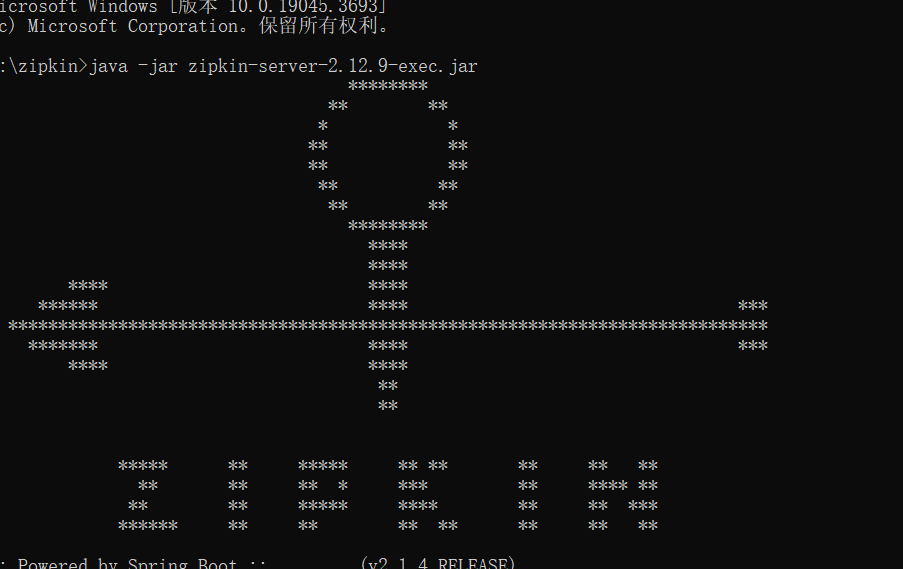 icrosoft Windows [版本 10.0.19045.3693]
c) Microsoft Corporation。保留所有权利。
:\zipkin>java -jar zipkin-server-2.12.9-exec.jar
ZIPKIN
: Powered by Spring Boot :: (v2.1.4.RELEASE)